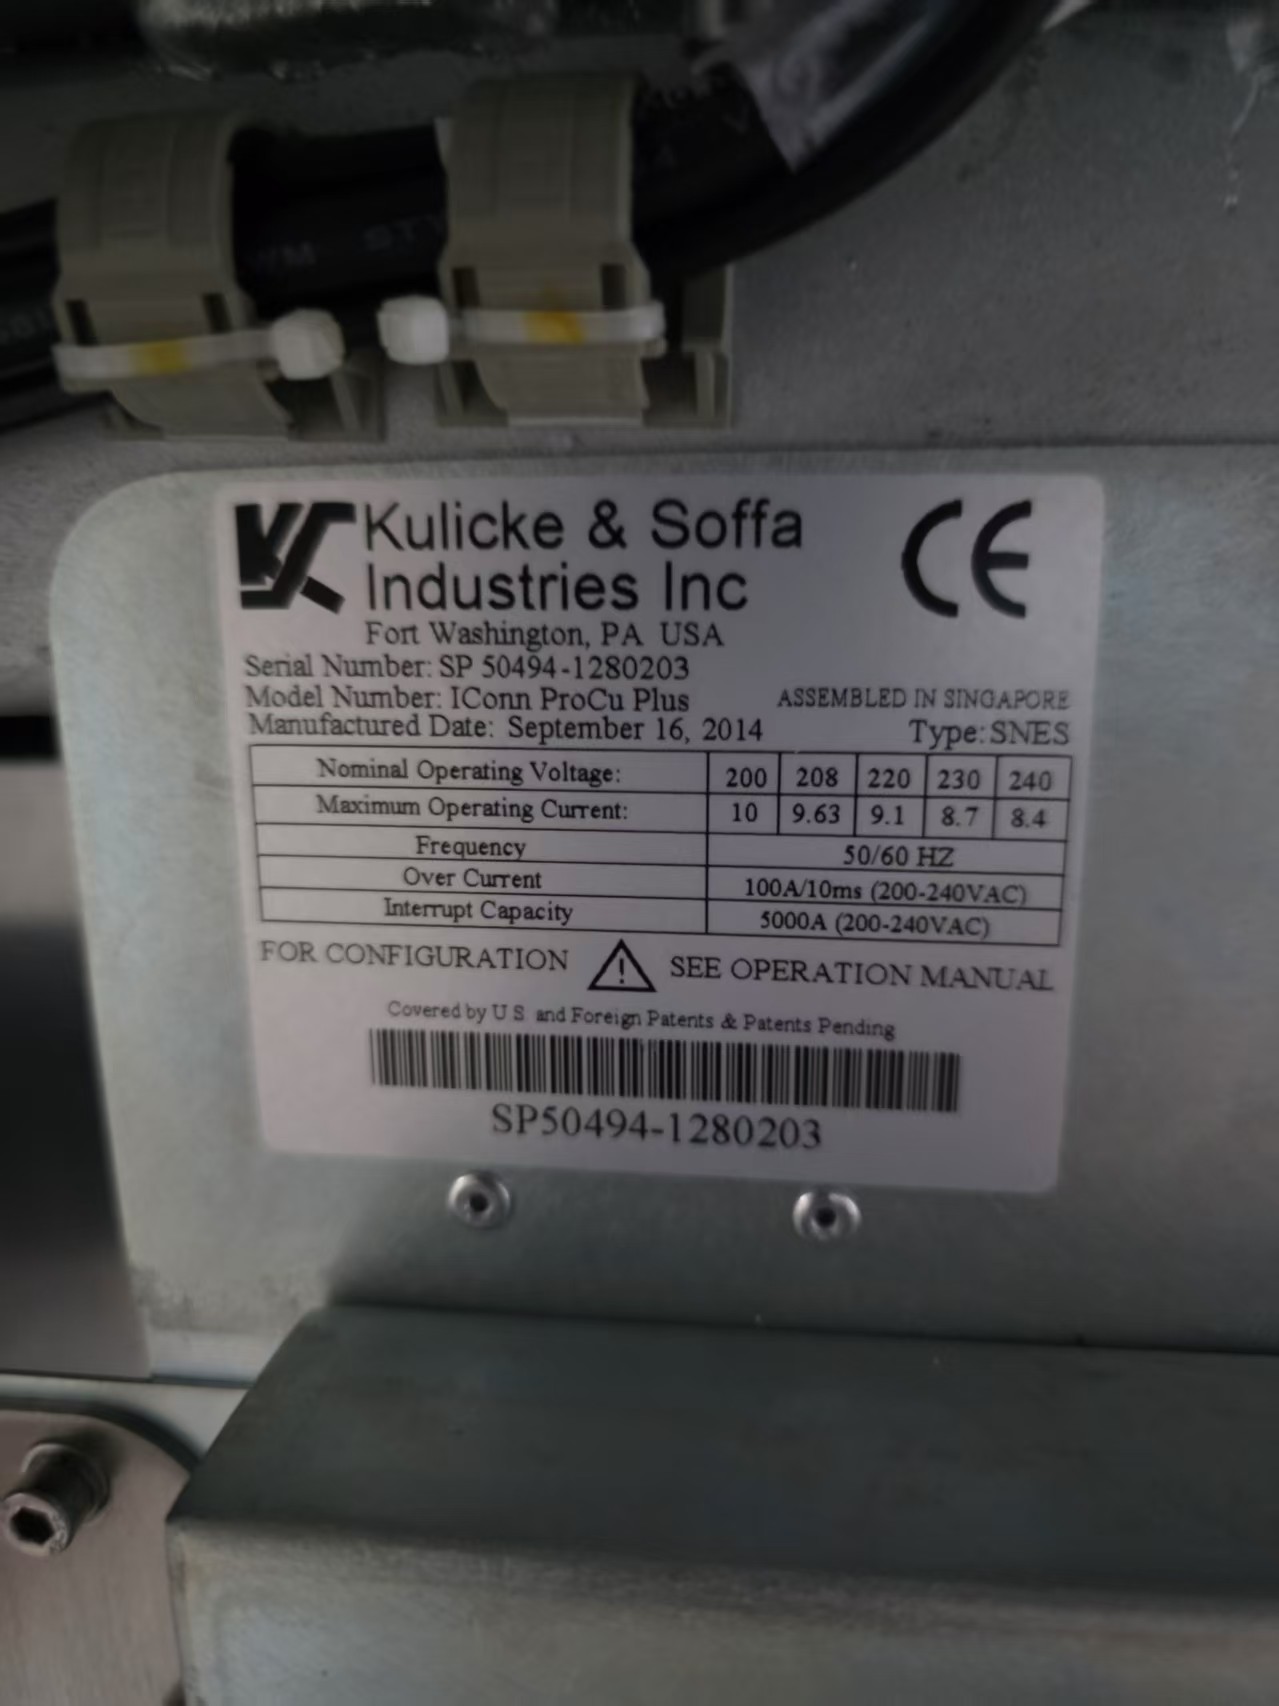 Kulicke & Soffa
Industries Inc
CE
Fort Washington, PA USA
Serial Number: SP 50494-1280203
Model Number: IConn ProCu Plus
ASSEMBLED IN SINGAPORE
Manufactured Date: September 16, 2014
Type: SNES
Nominal Operating Voltage: 200 208 220 230 240
Maximum Operating Current: 10 9.63 9.1 8.7 8.4
Frequency 50/60 HZ
Over Current 100A/10ms (200-240VAC)
Interrupt Capacity 5000A (200-240VAC)
FOR CONFIGURATION ! SEE OPERATION MANUAL
Covered by U.S. and Foreign Patents & Patents Pending
SP50494-1280203